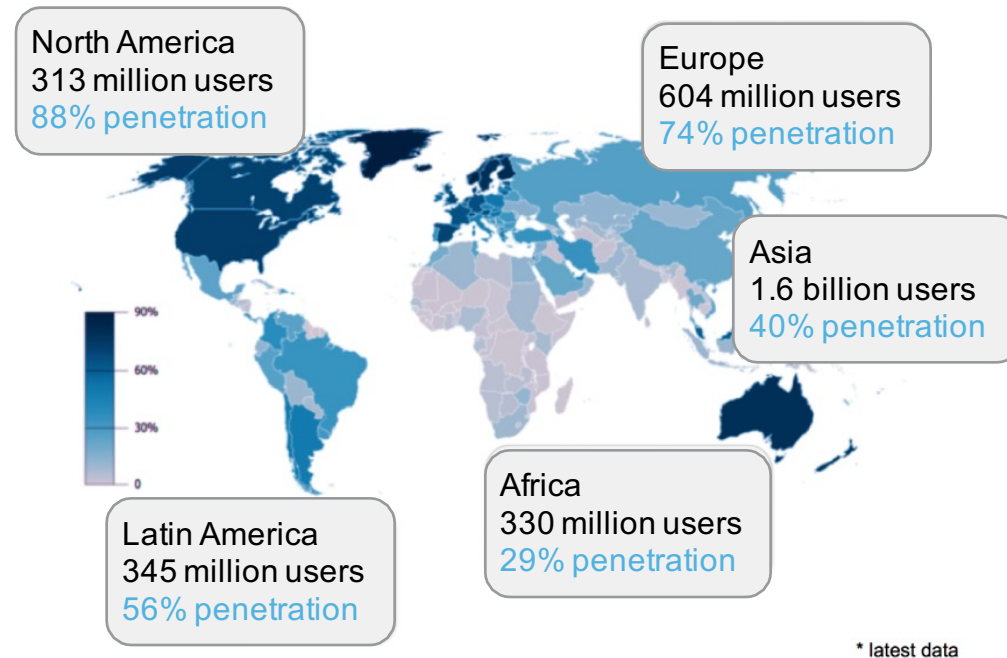 North America
313 million users
88% penetration
Europe
604 million users
74% penetration
Asia
1.6 billion users
40% penetration
90%
60%
30%
0
Latin America
345 million users
56% penetration
Africa
330 million users
29% penetration
* latest data